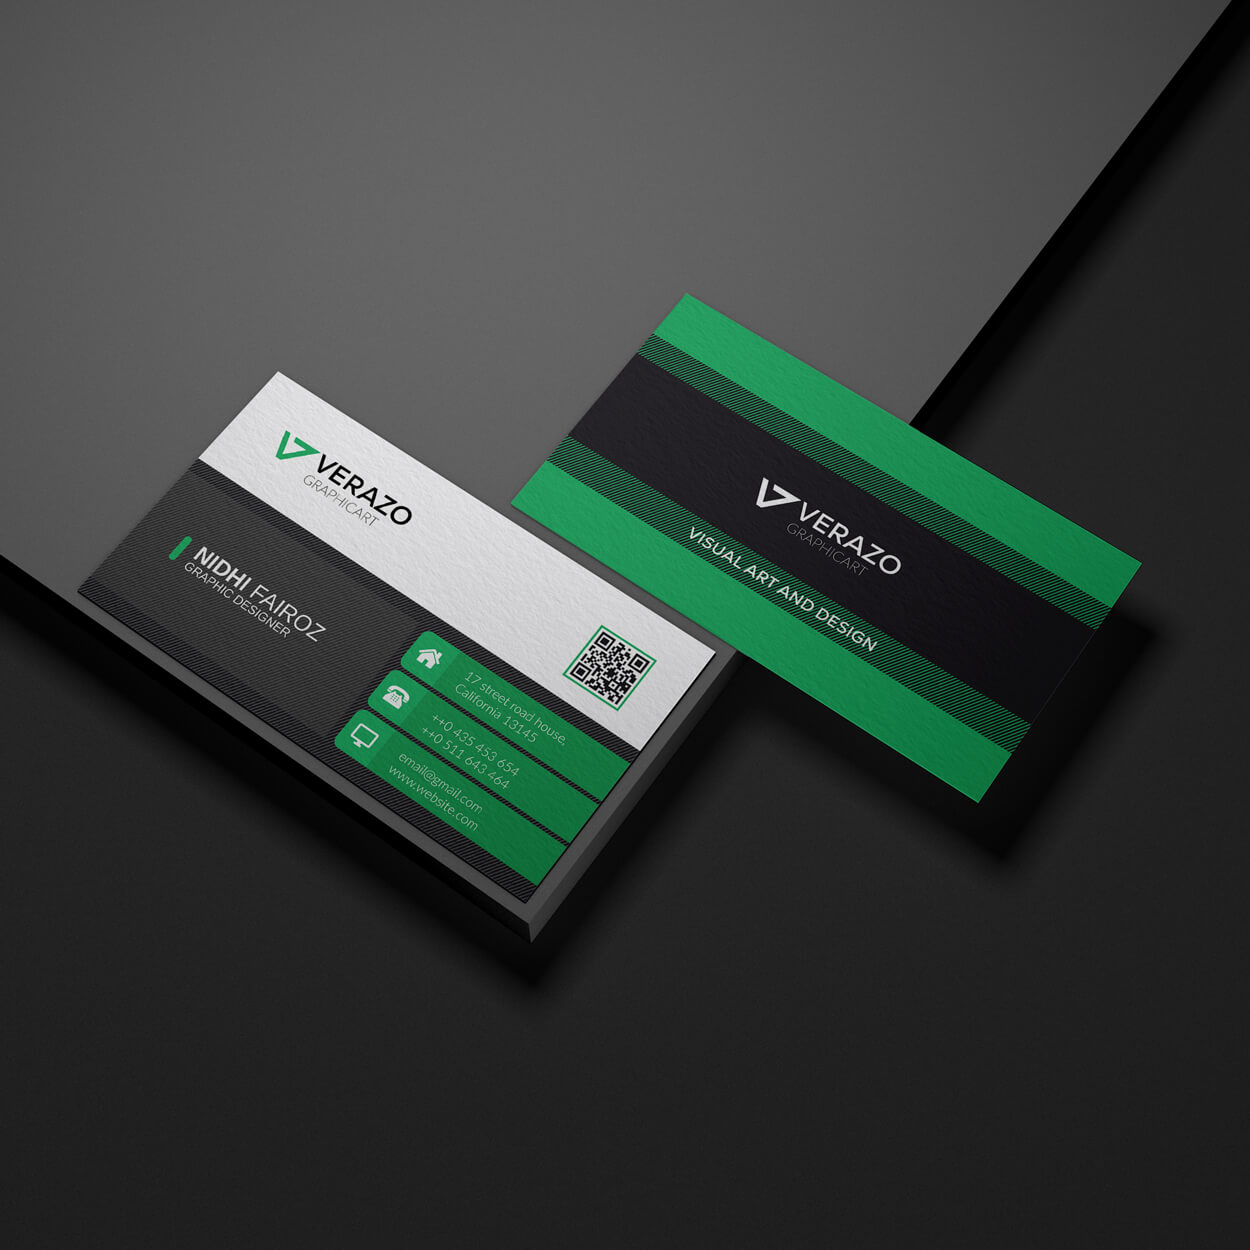 VERAZO
GRAPHICART
NIDHI FAIROZ
GRAPHIC DESIGNER
17 street road house,
California 13145
++0 435 453 654
++0 511 643 464
email@gmail.com
www.website.com
VERAZO
GRAPHICART
VISUAL ART AND DESIGN